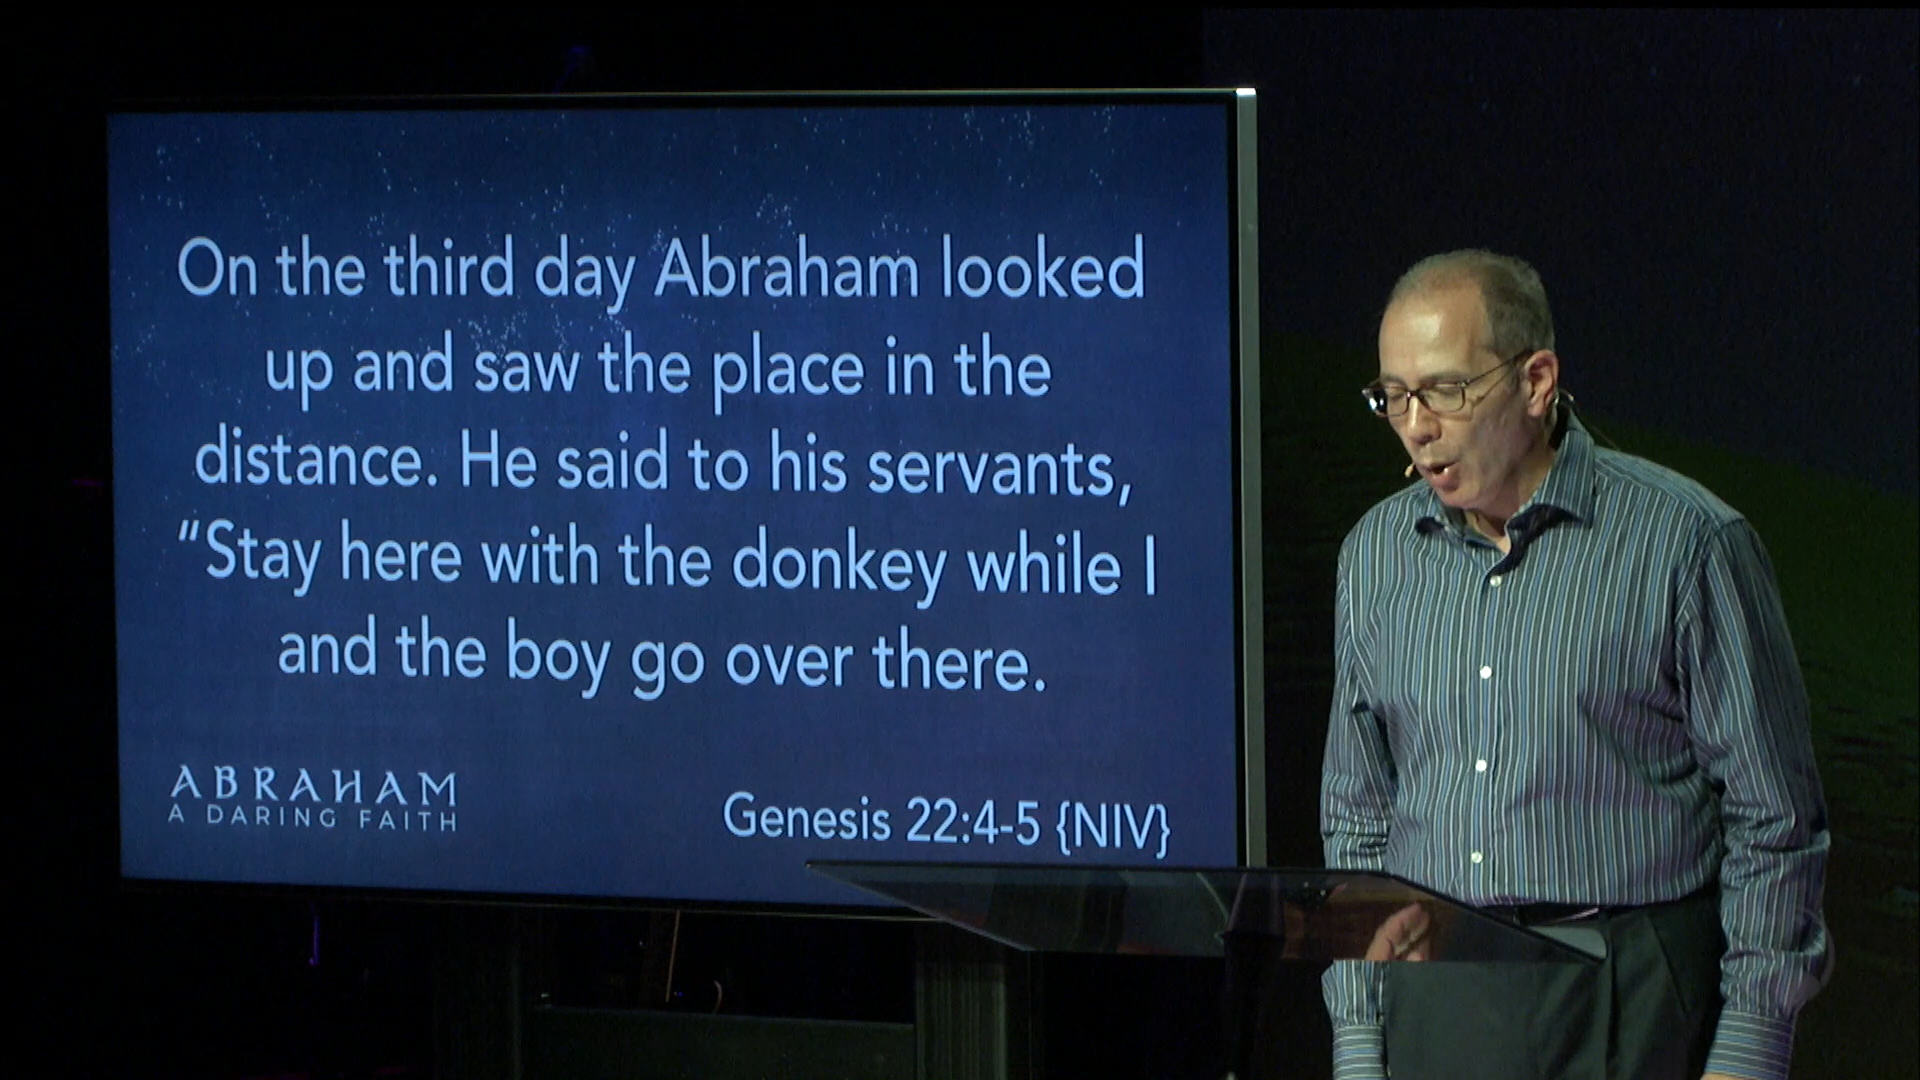 On the third day Abraham looked
up and saw the place in the
distance. He said to his servants,
“Stay here with the donkey while I
and the boy go over there.
ABRAHAM
A DARING FAITH
Genesis 22:4-5 {NIV}